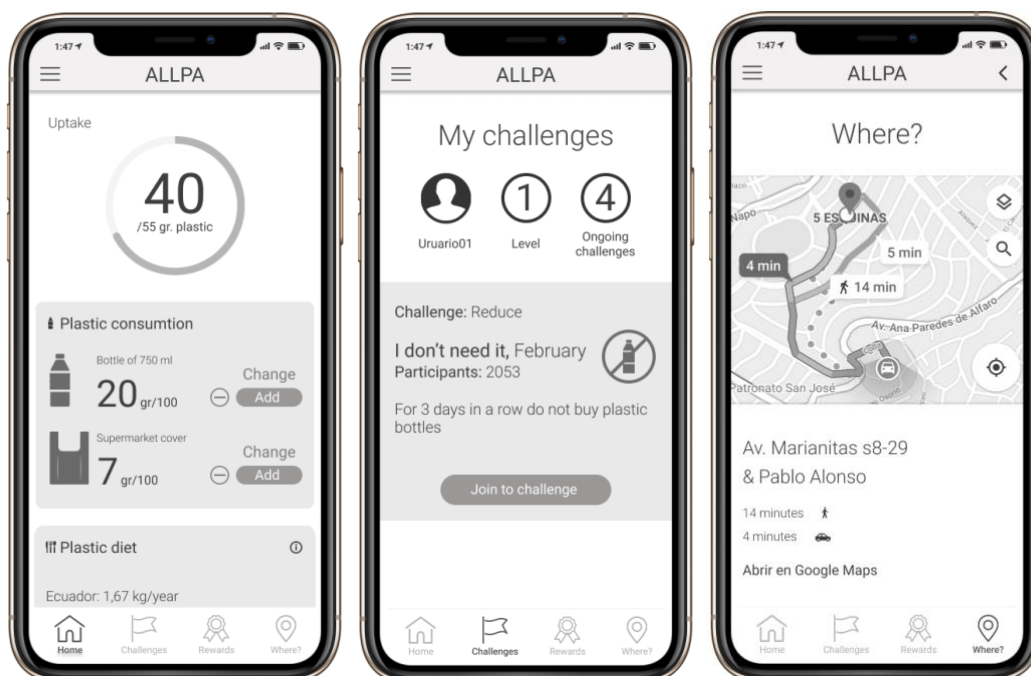 1:47
ALLPA
Uptake
40
/55 gr. plastic
Plastic consumtion
Bottle of 750 ml
20 gr/100
Change
Add
Supermarket cover
7 gr/100
Change
Add
Plastic diet
Ecuador: 1,67 kg/year
Home
Challenges
Rewards
Where?
1:47
ALLPA
My challenges
1
4
Uruario01
Level
Ongoing
challenges
Challenge: Reduce
I don't need it, February
Participants: 2053
For 3 days in a row do not buy plastic
bottles
Join to challenge
Home
Challenges
Rewards
Where?
1:47
ALLPA
Where?
Napo
5 ESQUINAS
5 min
4 min
14 min
Av. Ana Paredes de Alfaro
Patronato San José
Av. Marianitas s8-29
& Pablo Alonso
14 minutes
4 minutes
Abrir en Google Maps
Home
Challenges
Rewards
Where?